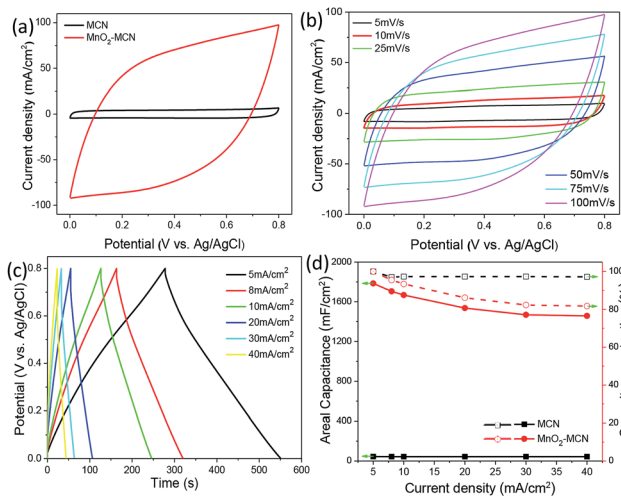 (a)
MCN
MnO2-MCN
Current density (mA/cm2)
100
50
0
-50
-100
0.0 0.2 0.4 0.6 0.8
Potential (V vs. Ag/AgCl)
(b)
5mV/s
10mV/s
25mV/s
50mV/s
75mV/s
100mV/s
Current density (mA/cm2)
100
50
0
-50
-100
0.0 0.2 0.4 0.6 0.8
Potential (V vs. Ag/AgCl)
(c)
5mA/cm2
8mA/cm2
10mA/cm2
20mA/cm2
30mA/cm2
40mA/cm2
Potential (V vs. Ag/AgCl)
0.8
0.6
0.4
0.2
0.0
0 100 200 300 400 500 600
Time (s)
(d)
MCN
MnO2-MCN
Areal Capacitance (mF/cm2)
2000
1600
1200
800
400
0
100
80
60
40
20
0
5 10 15 20 25 30 35 40
Current density (mA/cm2)